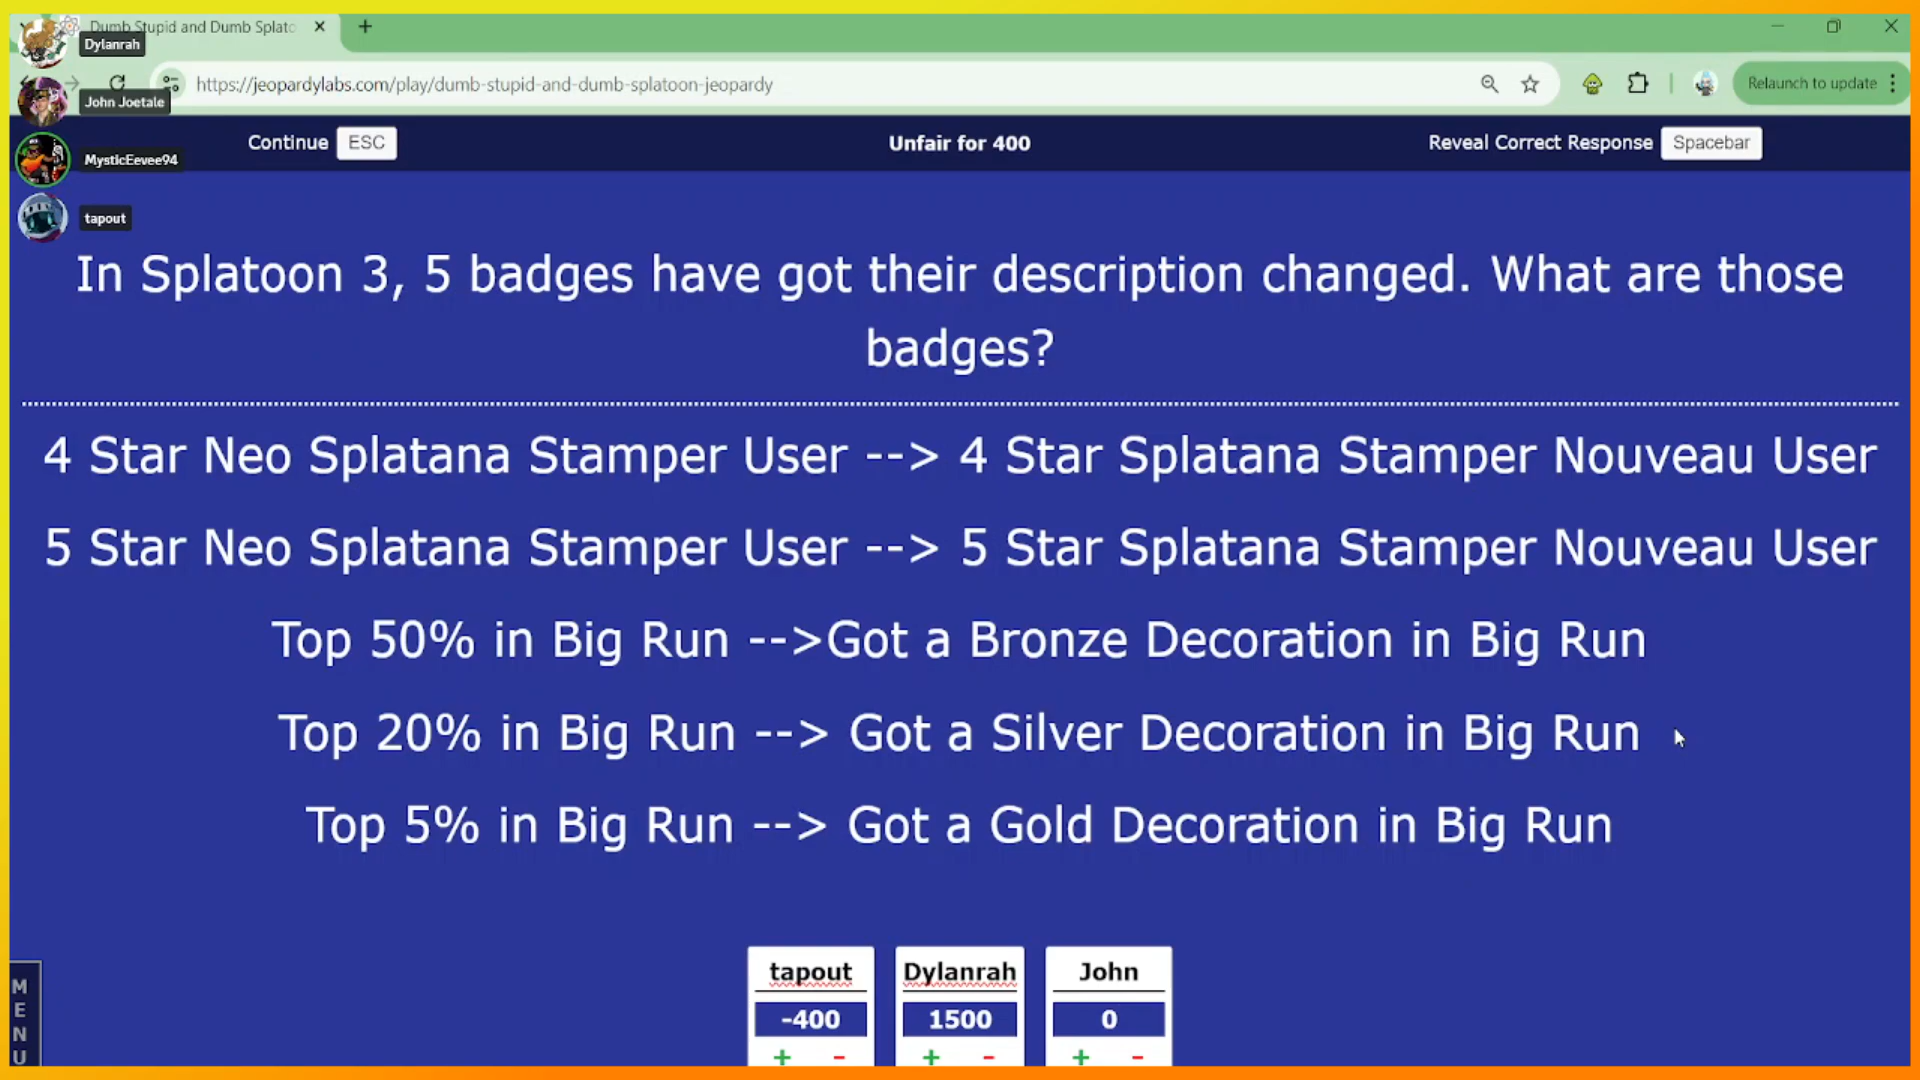 Dumb Stupid and Dumb Splato
Dylanrah
https://jeopardylabs.com/play/dumb-stupid-and-dumb-splatoon-jeopardy
Relaunch to update
John Joetale
Continue ESC
Unfair for 400
Reveal Correct Response Spacebar
MysticEevee94
tapout
In Splatoon 3, 5 badges have got their description changed. What are those
badges?
4 Star Neo Splatana Stamper User --> 4 Star Splatana Stamper Nouveau User
5 Star Neo Splatana Stamper User --> 5 Star Splatana Stamper Nouveau User
Top 50% in Big Run -->Got a Bronze Decoration in Big Run
Top 20% in Big Run --> Got a Silver Decoration in Big Run
Top 5% in Big Run --> Got a Gold Decoration in Big Run
MENU
tapout Dylanrah John
-400 1500 0
+ - + - + -